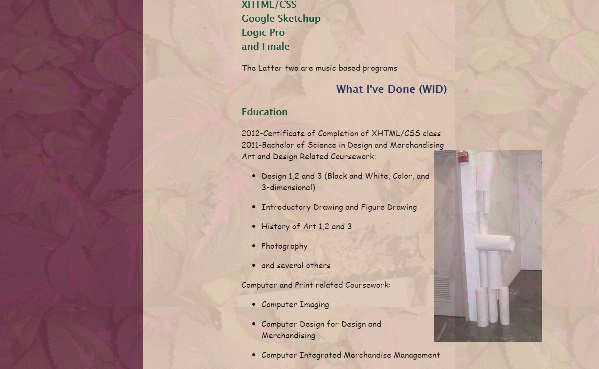 XHTML/CSS
Google Sketchup
Logic Pro
and Finale
The Latter two are music based programs
What I've Done (WID)
Education
2012-Certificate of Completion of XHTML/CSS class
2011-Bachelor of Science in Design and Merchandising
Art and Design Related Coursework:
• Design 1,2 and 3 (Black and White, Color, and
3-dimensional)
• Introductory Drawing and Figure Drawing
• History of Art 1,2 and 3
• Photography
• and several others
Computer and Print related Coursework:
• Computer Imaging
• Computer Design for Design and
Merchandising
• Computer Integrated Merchandise Management